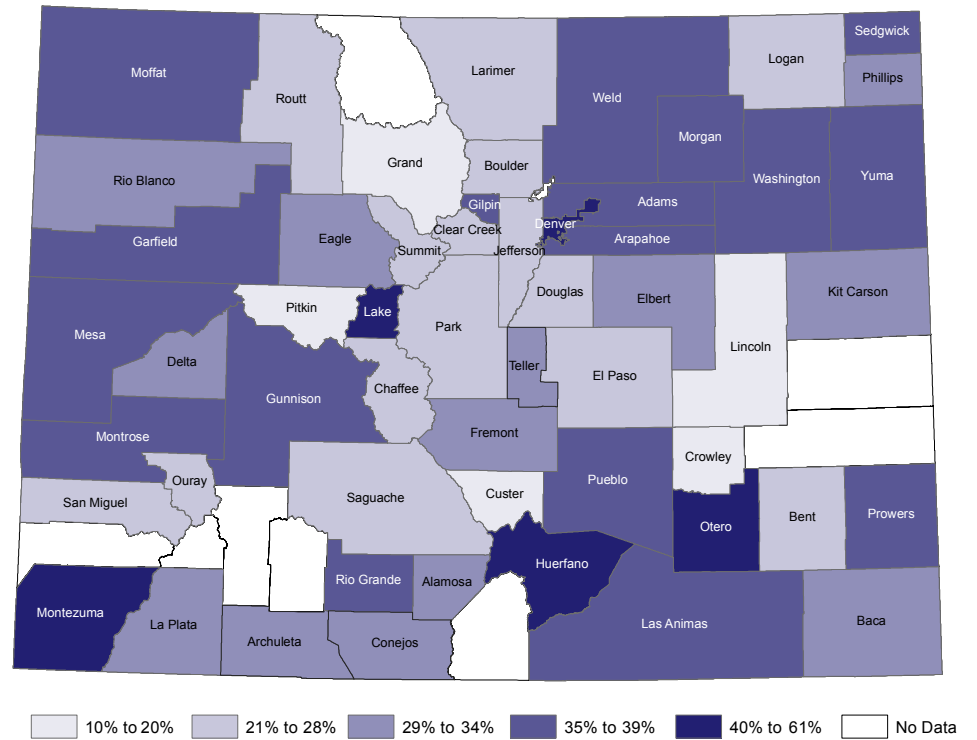 Sedgwick
Logan
Moffat
Larimer
Phillips
Routt
Weld
Morgan
Grand
Boulder
Yuma
Washington
Rio Blanco
Gilpin
Adams
Denver
Clear Creek
Eagle
Arapahoe
Garfield
Summit
Jefferson
Douglas
Kit Carson
Elbert
Pitkin
Lake
Park
Mesa
Lincoln
Delta
Teller
El Paso
Chaffee
Gunnison
Fremont
Montrose
Crowley
Pueblo
Ouray
Custer
Saguache
San Miguel
Prowers
Bent
Otero
Huerfano
Rio Grande
Alamosa
Montezuma
La Plata
Las Animas
Baca
Archuleta
Conejos
10% to 20% 21% to 28% 29% to 34% 35% to 39% 40% to 61% No Data